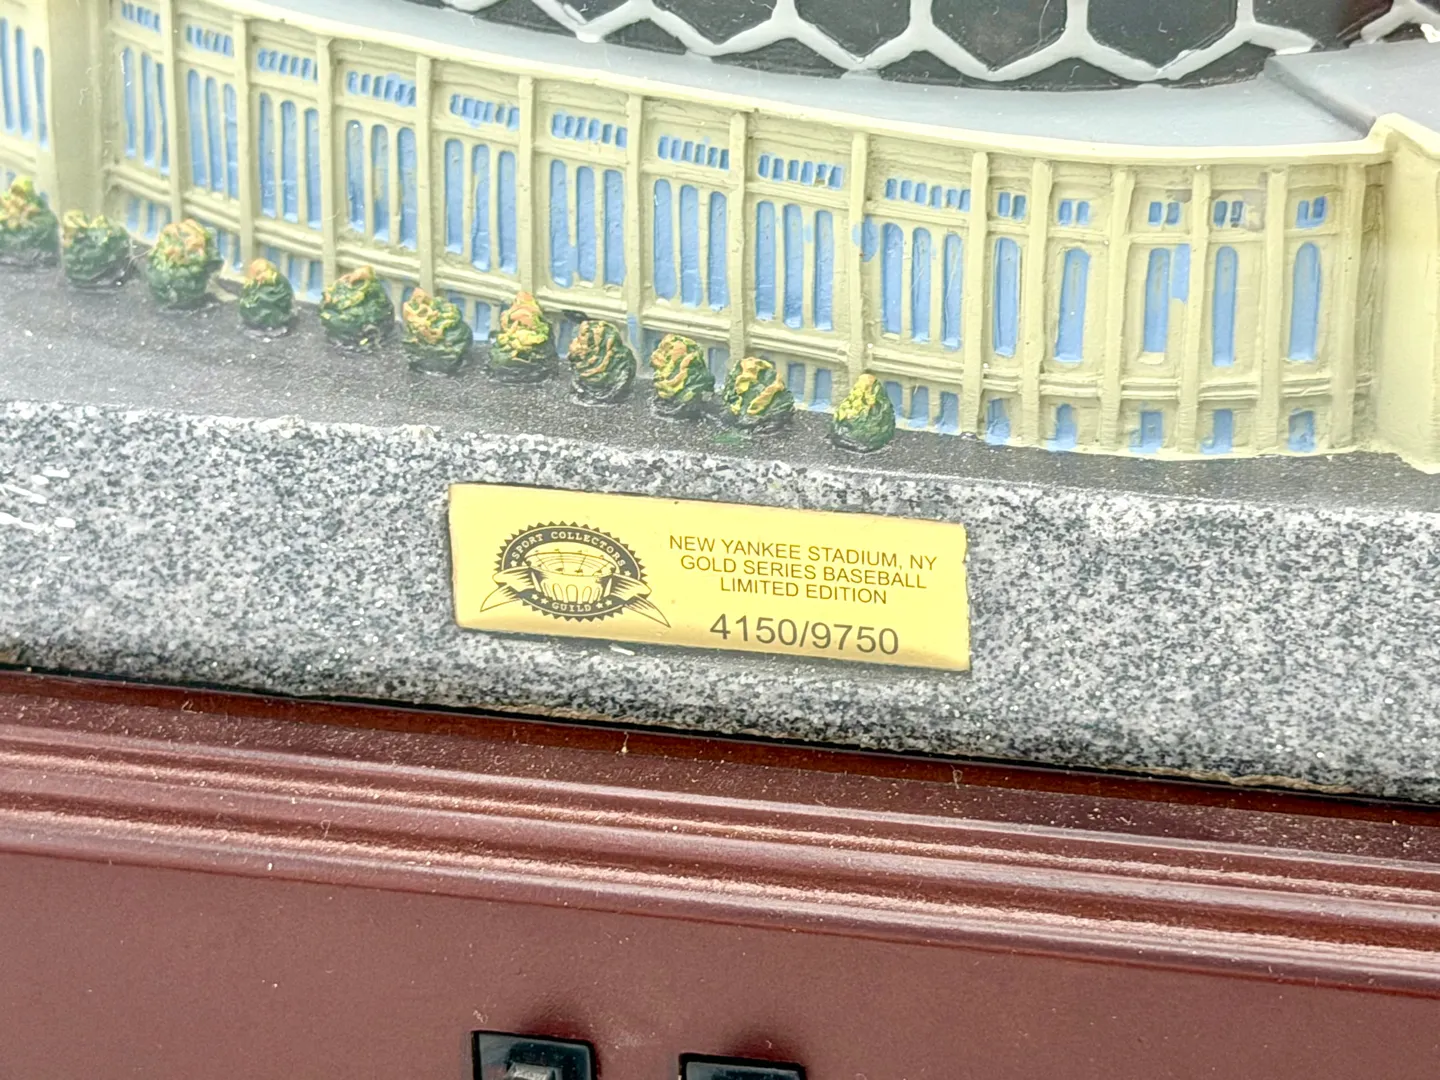 SPORT COLLECTORS
GUILD
NEW YANKEE STADIUM, NY
GOLD SERIES BASEBALL
LIMITED EDITION
4150/9750